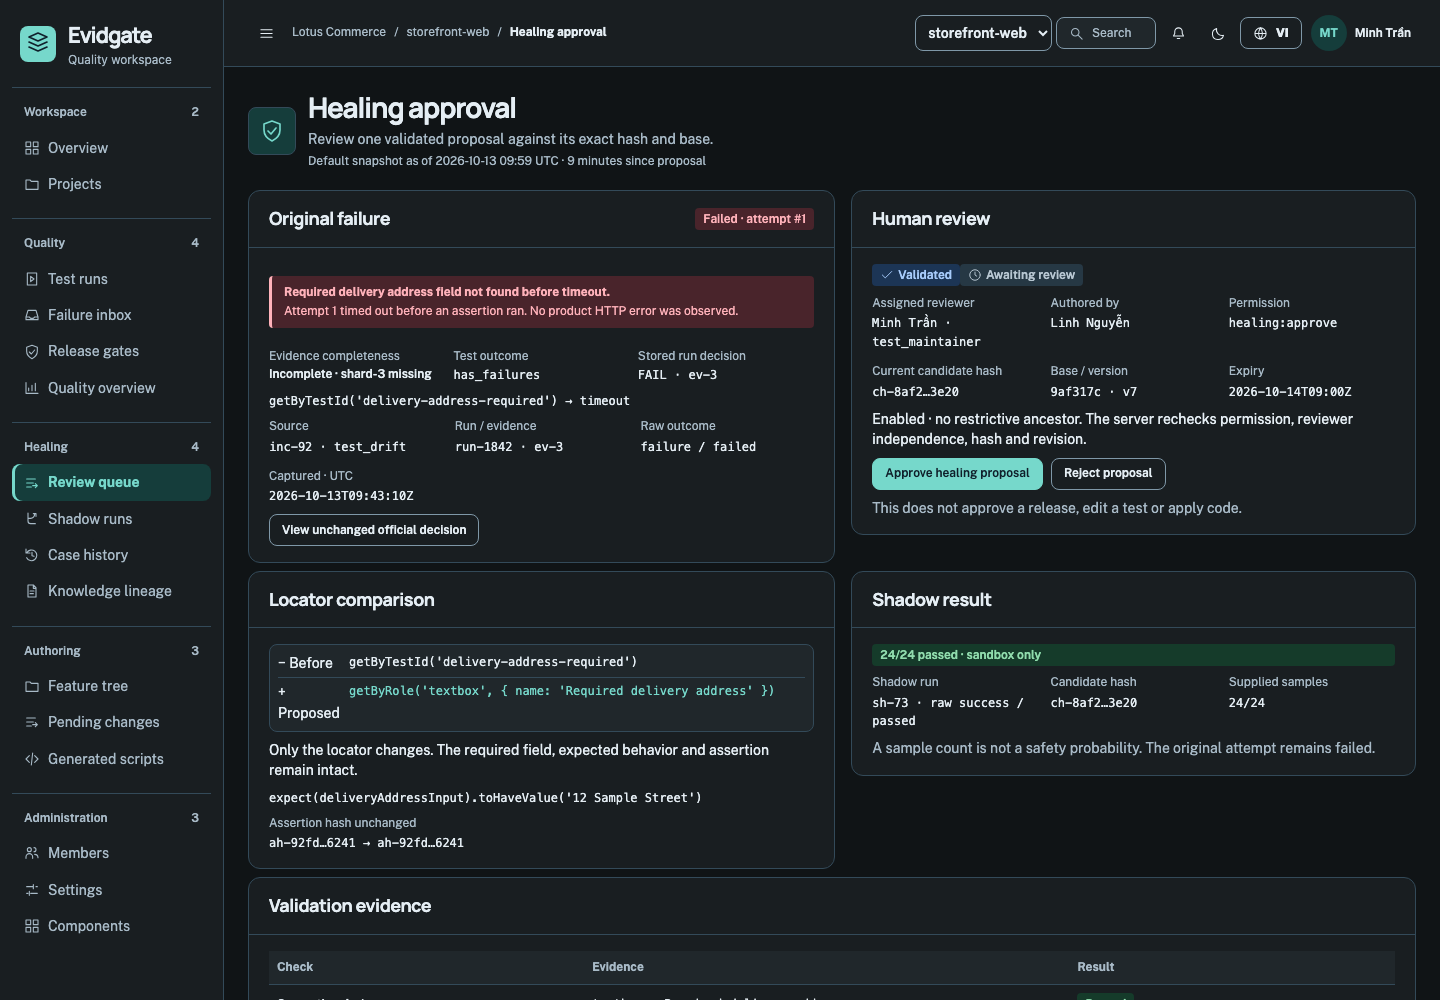 Evidgate
Quality workspace
Workspace 2
Overview
Projects
Quality 4
Test runs
Failure inbox
Release gates
Quality overview
Healing 4
Review queue
Shadow runs
Case history
Knowledge lineage
Authoring 3
Feature tree
Pending changes
Generated scripts
Administration 3
Members
Settings
Components
Lotus Commerce / storefront-web / Healing approval
storefront-web
Search
VI
MT
Minh Trần
Healing approval
Review one validated proposal against its exact hash and base.
Default snapshot as of 2026-10-13 09:59 UTC · 9 minutes since proposal
Original failure
Failed · attempt #1
Required delivery address field not found before timeout.
Attempt 1 timed out before an assertion ran. No product HTTP error was observed.
Evidence completeness Test outcome Stored run decision
Incomplete · shard-3 missing has_failures FAIL · ev-3
getByTestId('delivery-address-required') → timeout
Source Run / evidence Raw outcome
inc-92 · test_drift run-1842 · ev-3 failure / failed
Captured · UTC
2026-10-13T09:43:10Z
View unchanged official decision
Human review
Validated Awaiting review
Assigned reviewer Authored by Permission
Minh Trần · Linh Nguyễn healing:approve
test_maintainer
Current candidate hash Base / version Expiry
ch-8af2…3e20 9af317c · v7 2026-10-14T09:00Z
Enabled · no restrictive ancestor. The server rechecks permission, reviewer
independence, hash and revision.
Approve healing proposal Reject proposal
This does not approve a release, edit a test or apply code.
Locator comparison
− Before getByTestId('delivery-address-required')
+ getByRole('textbox', { name: 'Required delivery address' })
Proposed
Only the locator changes. The required field, expected behavior and assertion
remain intact.
expect(deliveryAddressInput).toHaveValue('12 Sample Street')
Assertion hash unchanged
ah-92fd…6241 → ah-92fd…6241
Shadow result
24/24 passed · sandbox only
Shadow run Candidate hash Supplied samples
sh-73 · raw success / ch-8af2…3e20 24/24
passed
A sample count is not a safety probability. The original attempt remains failed.
Validation evidence
Check Evidence Result